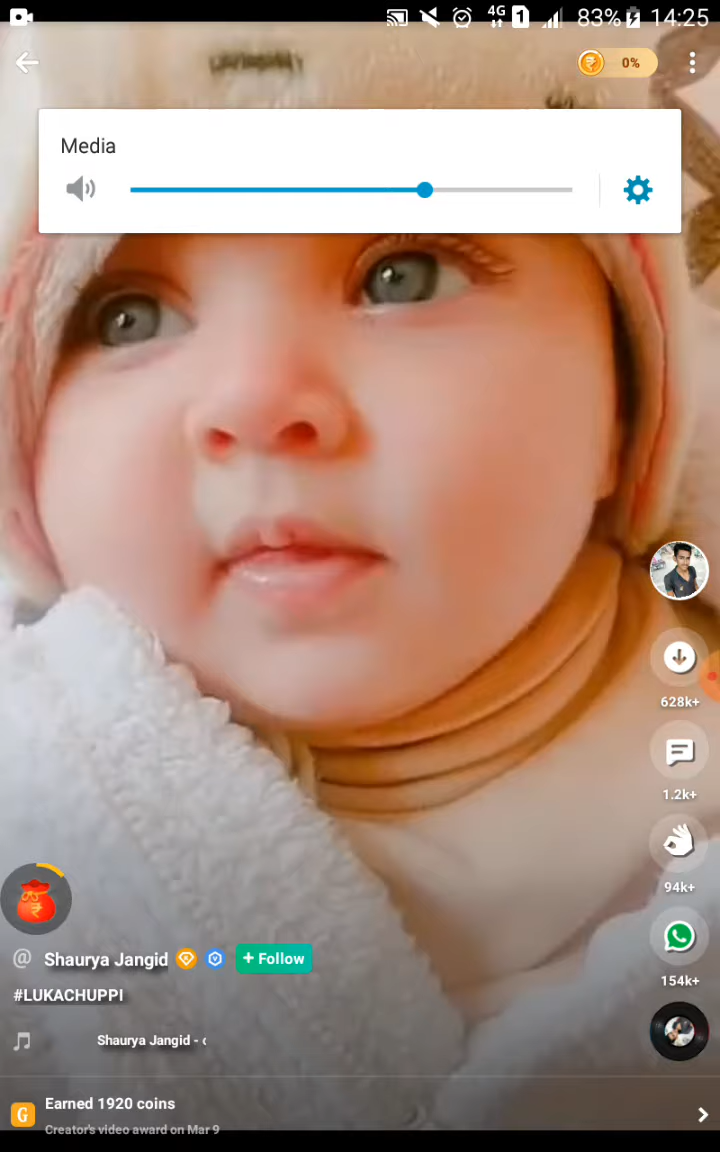 4G 1 83% 14:25
0%
Media
628k+
1.2k+
94k+
@ Shaurya Jangid + Follow
154k+
#LUKACHUPPI
Shaurya Jangid -
G Earned 1920 coins
Creator's video award on Mar 9